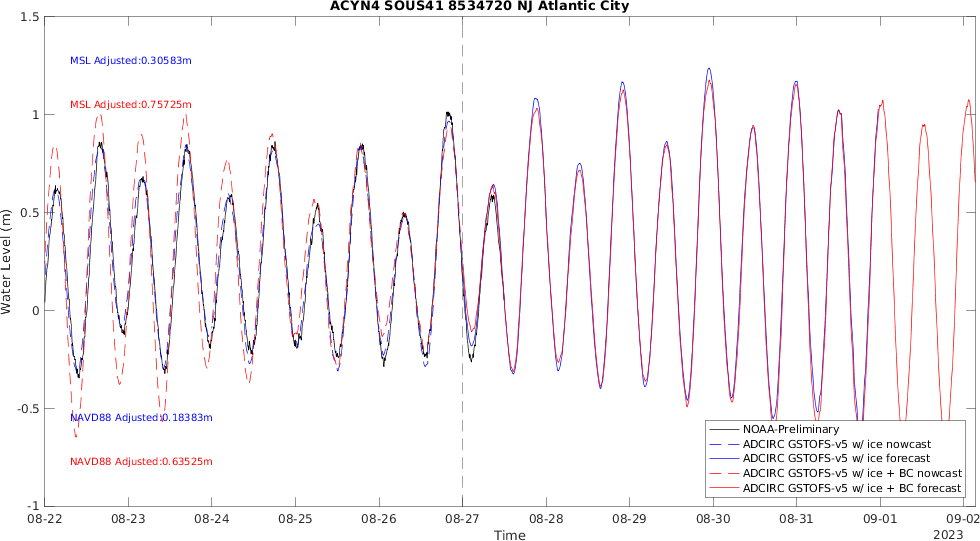 ACYN4 SOUS41 8534720 NJ Atlantic City
1.5
MSL Adjusted:0.30583m
MSL Adjusted:0.75725m
1
0.5
Water Level (m)
0
-0.5
NAVD88 Adjusted:0.18383m
NAVD88 Adjusted:0.63525m
NOAA-Preliminary
ADCIRC GSTOFS-v5 w/ ice nowcast
ADCIRC GSTOFS-v5 w/ ice forecast
ADCIRC GSTOFS-v5 w/ ice + BC nowcast
ADCIRC GSTOFS-v5 w/ ice + BC forecast
-1
08-22 08-23 08-24 08-25 08-26 08-27 08-28 08-29 08-30 08-31 09-01 09-02
Time
2023